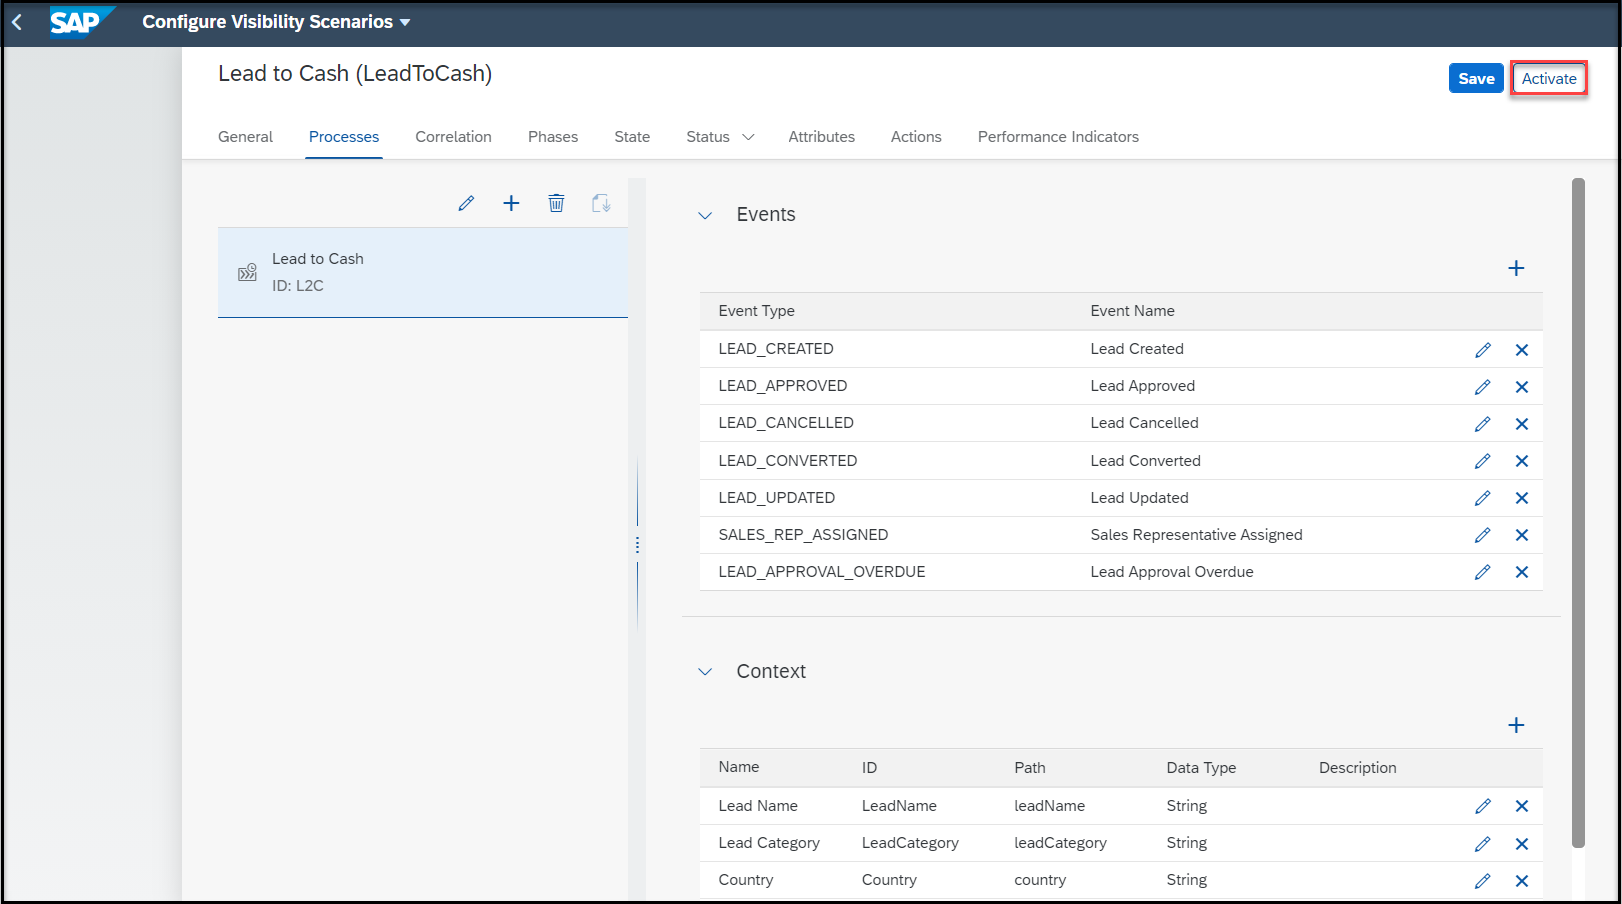 SAP Configure Visibility Scenarios
Lead to Cash (LeadToCash)
Save Activate
General Processes Correlation Phases State Status Attributes Actions Performance Indicators
Lead to Cash
ID: L2C
Events
Event Type Event Name
LEAD_CREATED Lead Created
LEAD_APPROVED Lead Approved
LEAD_CANCELLED Lead Cancelled
LEAD_CONVERTED Lead Converted
LEAD_UPDATED Lead Updated
SALES_REP_ASSIGNED Sales Representative Assigned
LEAD_APPROVAL_OVERDUE Lead Approval Overdue
Context
Name ID Path Data Type Description
Lead Name LeadName leadName String
Lead Category LeadCategory leadCategory String
Country Country country String